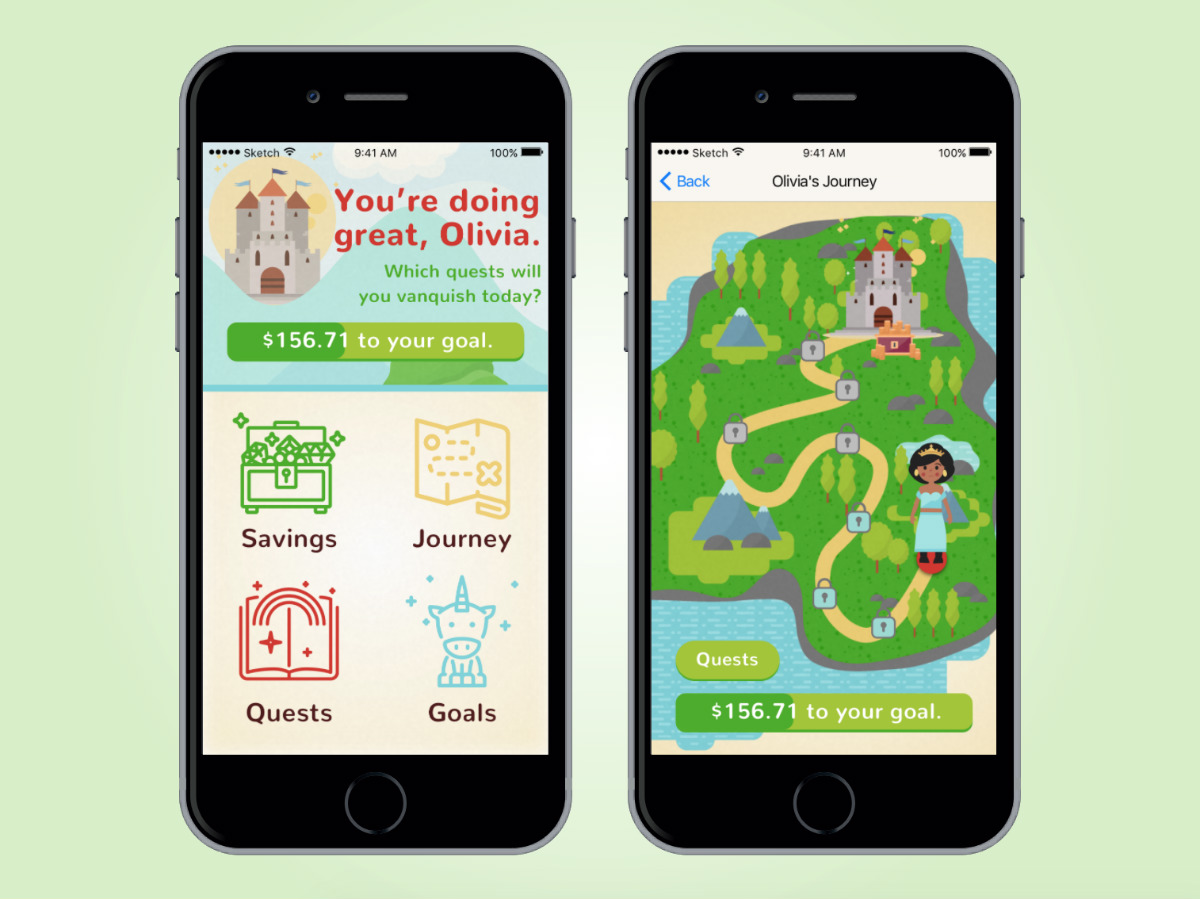 Sketch 9:41 AM 100%
You're doing
great, Olivia.
Which quests will
you vanquish today?
$156.71 to your goal.
Savings
Journey
Quests
Goals
Sketch 9:41 AM 100%
Back Olivia's Journey
Quests
$156.71 to your goal.